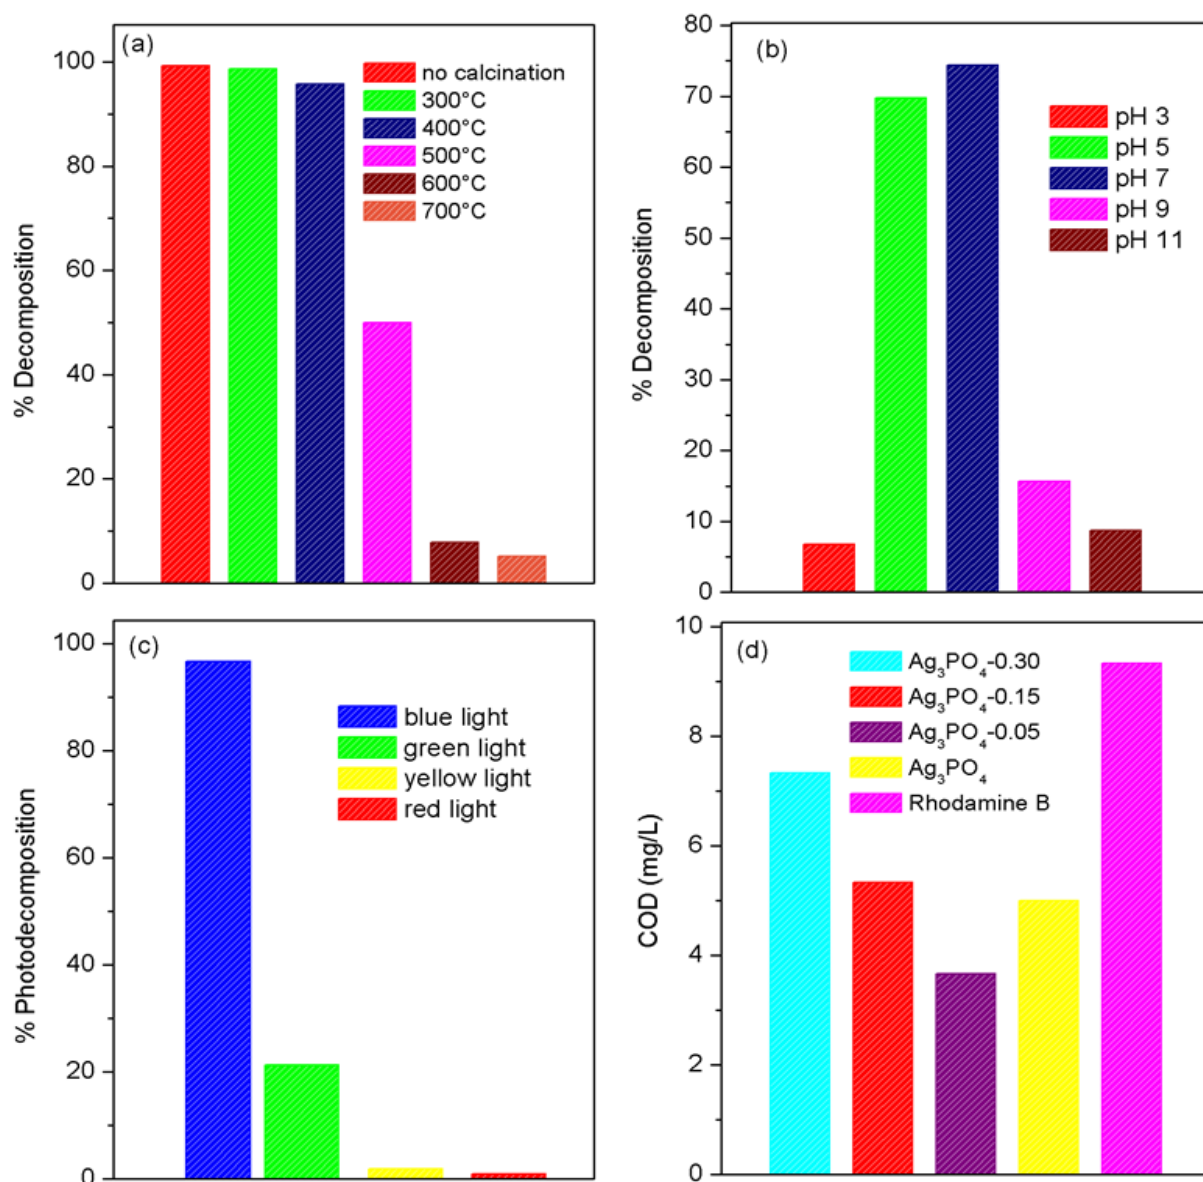 (a)
no calcination
300°C
400°C
500°C
600°C
700°C
% Decomposition
100
80
60
40
20
0
(b)
pH 3
pH 5
pH 7
pH 9
pH 11
% Decomposition
80
70
60
50
40
30
20
10
0
(c)
blue light
green light
yellow light
red light
% Photodecomposition
100
80
60
40
20
0
(d)
Ag₃PO₄-0.30
Ag₃PO₄-0.15
Ag₃PO₄-0.05
Ag₃PO₄
Rhodamine B
COD (mg/L)
10
8
6
4
2
0